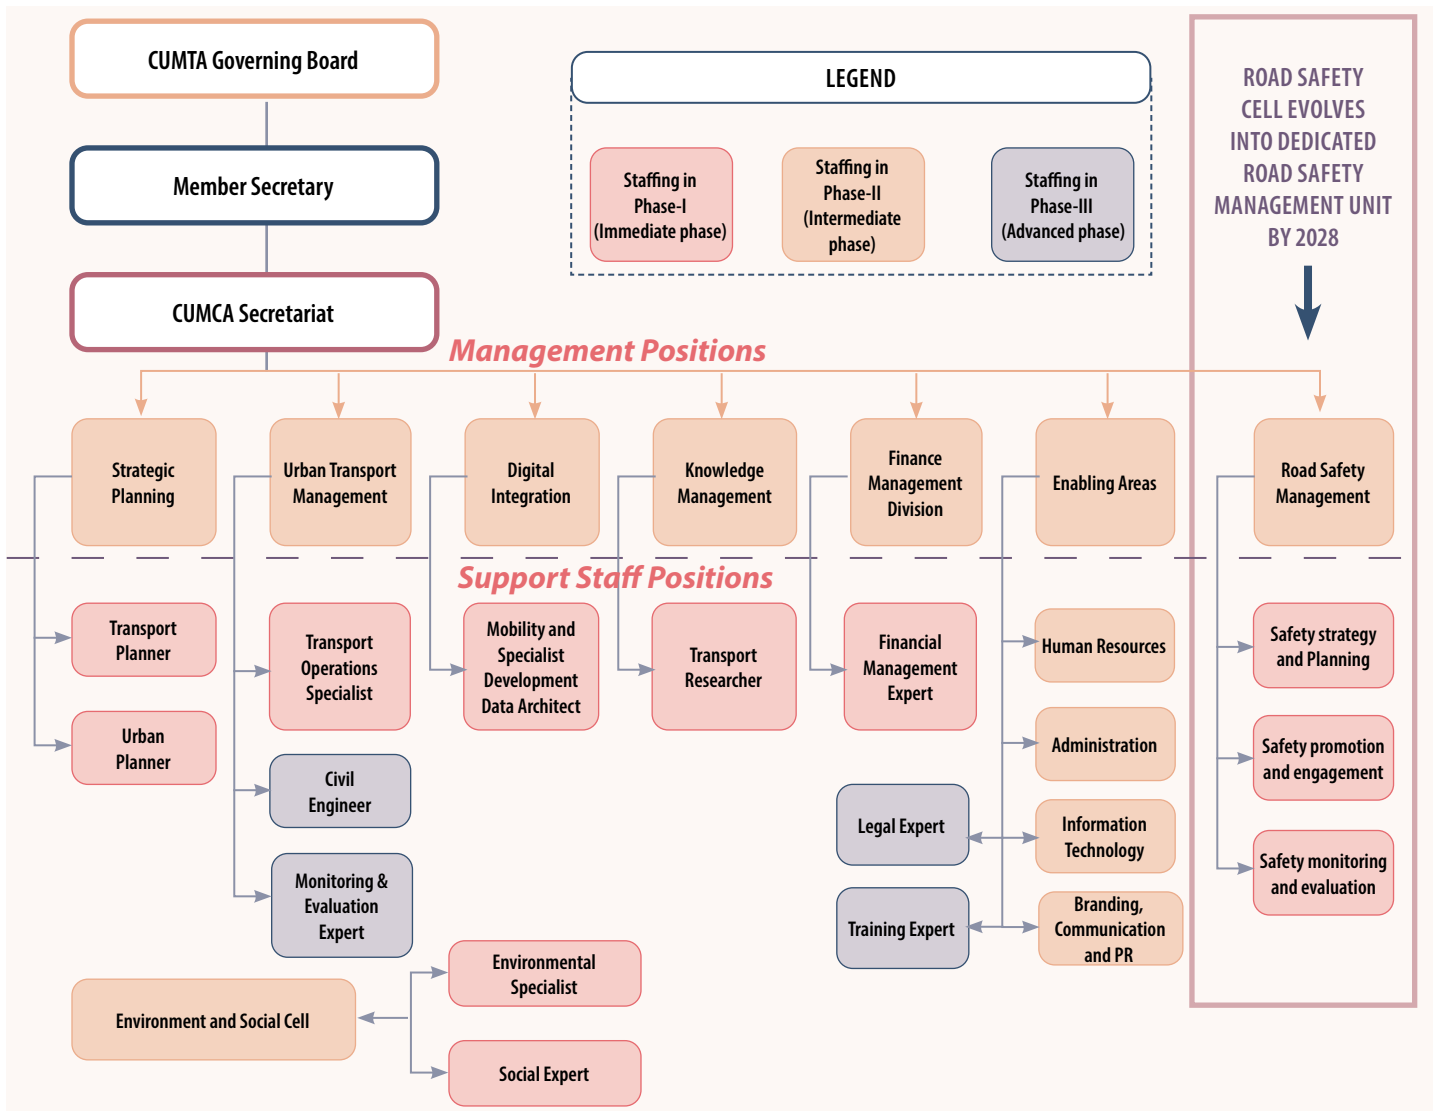 CUMTA Governing Board
Member Secretary
CUMCA Secretariat
LEGEND
Staffing in
Phase-I
(Immediate phase)
Staffing in
Phase-II
(Intermediate
phase)
Staffing in
Phase-III
(Advanced phase)
ROAD SAFETY
CELL EVOLVES
INTO DEDICATED
ROAD SAFETY
MANAGEMENT UNIT
BY 2028
Management Positions
Strategic
Planning
Urban Transport
Management
Digital
Integration
Knowledge
Management
Finance
Management
Division
Enabling Areas
Road Safety
Management
Support Staff Positions
Transport
Planner
Urban
Planner
Transport
Operations
Specialist
Civil
Engineer
Monitoring &
Evaluation
Expert
Mobility and
Specialist
Development
Data Architect
Transport
Researcher
Financial
Management
Expert
Human Resources
Administration
Legal Expert
Information
Technology
Training Expert
Branding,
Communication
and PR
Safety strategy
and Planning
Safety promotion
and engagement
Safety monitoring
and evaluation
Environment and Social Cell
Environmental
Specialist
Social Expert